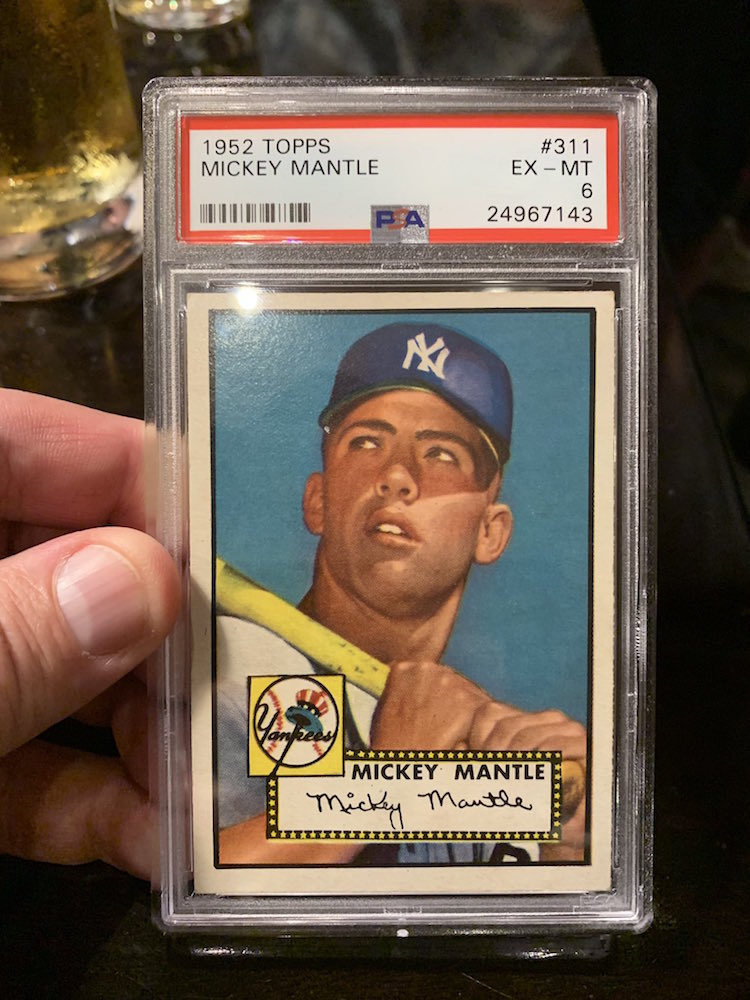 1952 TOPPS #311
MICKEY MANTLE EX – MT
6
PSA 24967143
NY
Yankees
MICKEY MANTLE
Mickey Mantle